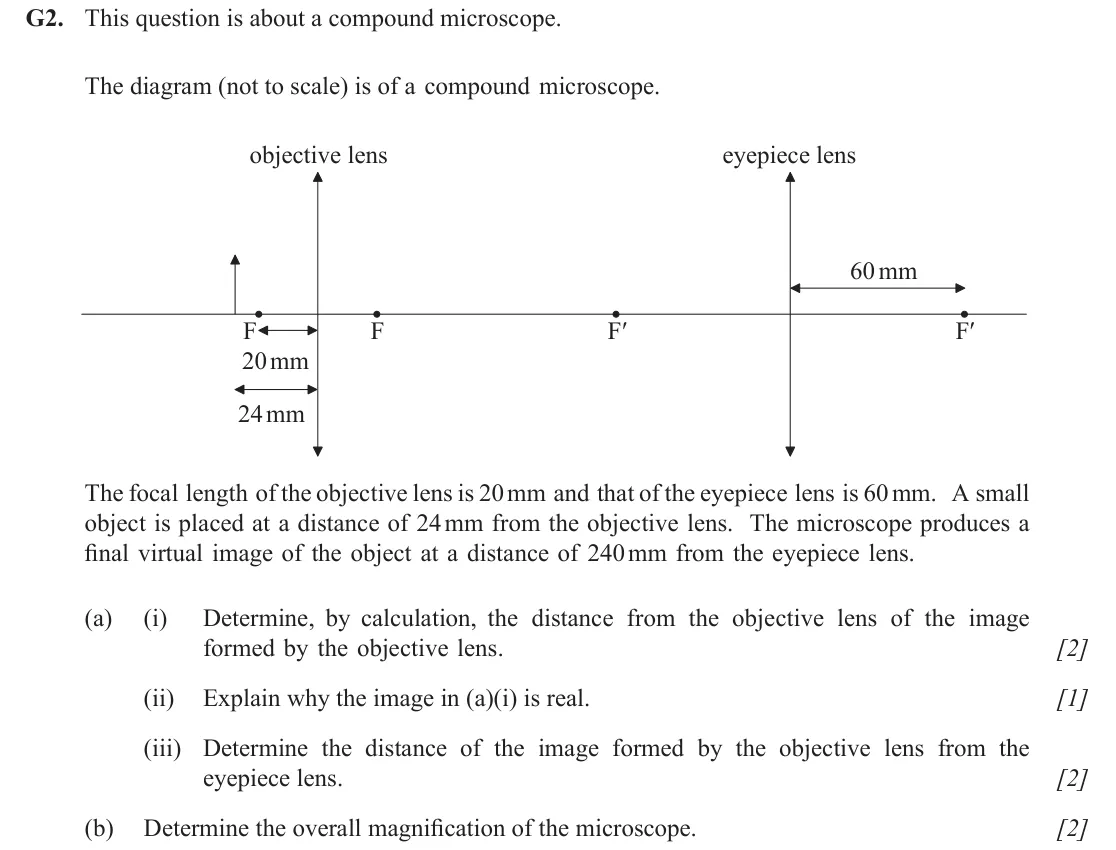 G2. This question is about a compound microscope.
The diagram (not to scale) is of a compound microscope.
objective lens
eyepiece lens
60 mm
F
F
F′
F′
20 mm
24 mm
The focal length of the objective lens is 20 mm and that of the eyepiece lens is 60 mm. A small
object is placed at a distance of 24 mm from the objective lens. The microscope produces a
final virtual image of the object at a distance of 240 mm from the eyepiece lens.
(a) (i) Determine, by calculation, the distance from the objective lens of the image
formed by the objective lens. [2]
(ii) Explain why the image in (a)(i) is real. [1]
(iii) Determine the distance of the image formed by the objective lens from the
eyepiece lens. [2]
(b) Determine the overall magnification of the microscope. [2]